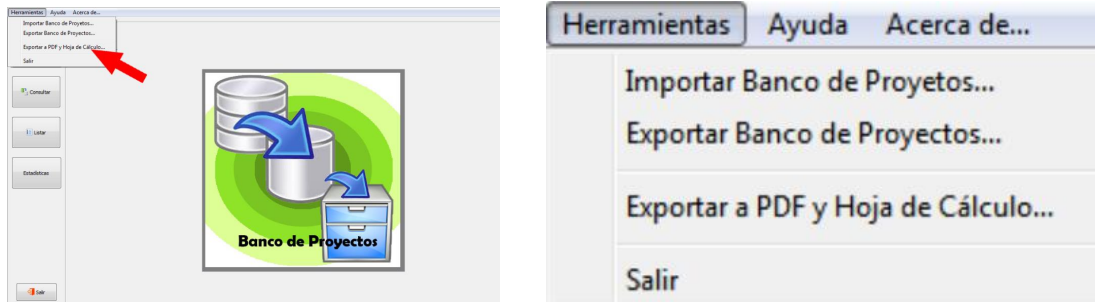 Herramientas Ayuda Acerca de...
Importar Banco de Proyetos...
Exportar Banco de Proyectos...
Exportar a PDF y Hoja de Cálculo...
Salir
Consultar
Listar
Estadísticas
Banco de Proyectos
Salir
Herramientas Ayuda Acerca de...
Importar Banco de Proyetos...
Exportar Banco de Proyectos...
Exportar a PDF y Hoja de Cálculo...
Salir